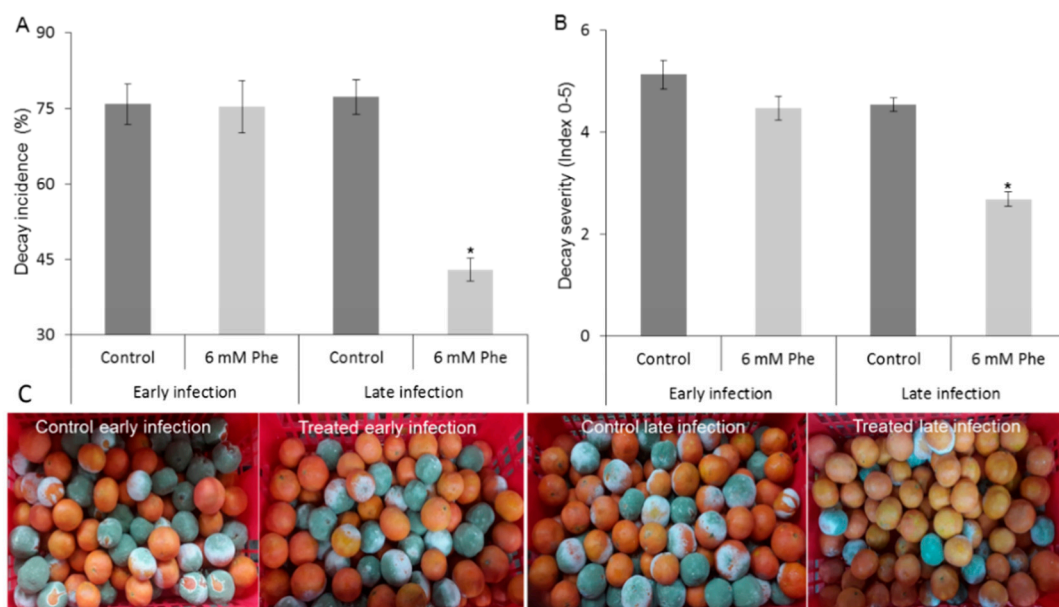 A
90
75
60
45
30
Decay incidence (%)
*
Control
6 mM Phe
Control
6 mM Phe
Early infection
Late infection
B
6
4
2
0
Decay severity (Index 0-5)
*
Control
6 mM Phe
Control
6 mM Phe
Early infection
Late infection
C
Control early infection
Treated early infection
Control late infection
Treated late infection